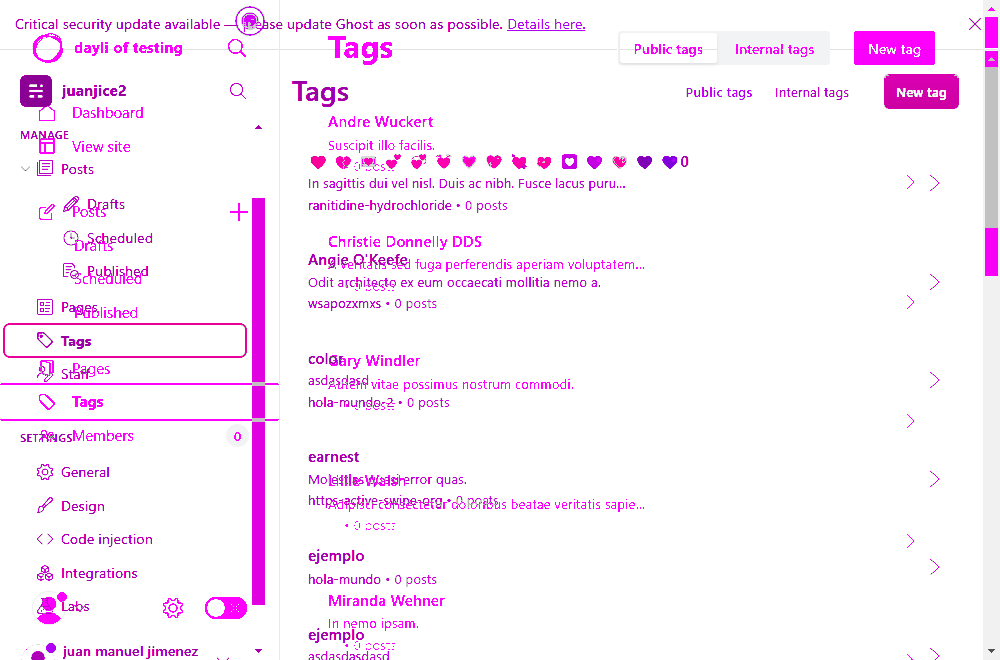 Critical security update available — please update Ghost as soon as possible. Details here.
dayli of testing
Tags
Public tags
Internal tags
New tag
juanjice2
Tags
Public tags
Internal tags
New tag
Dashboard
MANAGE
View site
Posts
Drafts
Posts
Scheduled
Drafts
Published
Scheduled
Pages
Published
Tags
Staff
Pages
Tags
SETTINGS
Members
0
General
Design
Code injection
Integrations
Labs
juan manuel jimenez
Andre Wuckert
Suscipit illo facilis.
• 0 posts
0
In sagittis dui vel nisl. Duis ac nibh. Fusce lacus puru...
ranitidine-hydrochloride • 0 posts
Christie Donnelly DDS
Angie O'Keefe
sed fuga perferendis aperiam voluptatem...
Odit architecto ex eum occaecati mollitia nemo a.
• 0 posts
wsapozxmxs • 0 posts
color
Gary Windler
asdasdasd
Autem vitae possimus nostrum commodi.
hola-mundo-2 • 0 posts
• 0 posts
earnest
Molestias quasi error quas.
Lillie Walsh
https-active-swipe-org • 0 posts
Adipisci consectetur doloribus beatae veritatis sapie...
• 0 posts
ejemplo
hola-mundo • 0 posts
Miranda Wehner
In nemo ipsam.
ejemplo
• 0 posts
asdasdasdasd